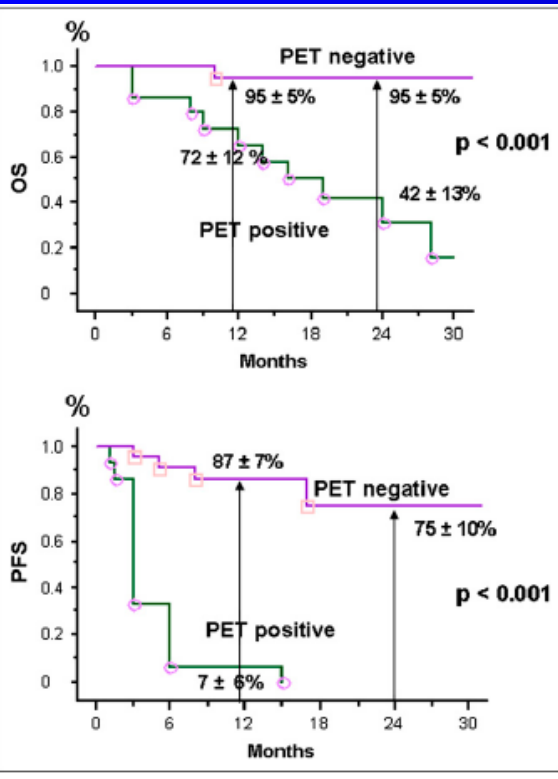 %
PET negative
1.0
95 ± 5% 95 ± 5%
0.8
p < 0.001
0.6
72 ± 12 %
OS
0.4
42 ± 13%
PET positive
0.2
0
0 6 12 18 24 30
Months
%
1.0
87 ± 7%
PET negative
0.8
75 ± 10%
0.6
PFS
p < 0.001
0.4
PET positive
0.2
7 ± 6%
0
0 6 12 18 24 30
Months